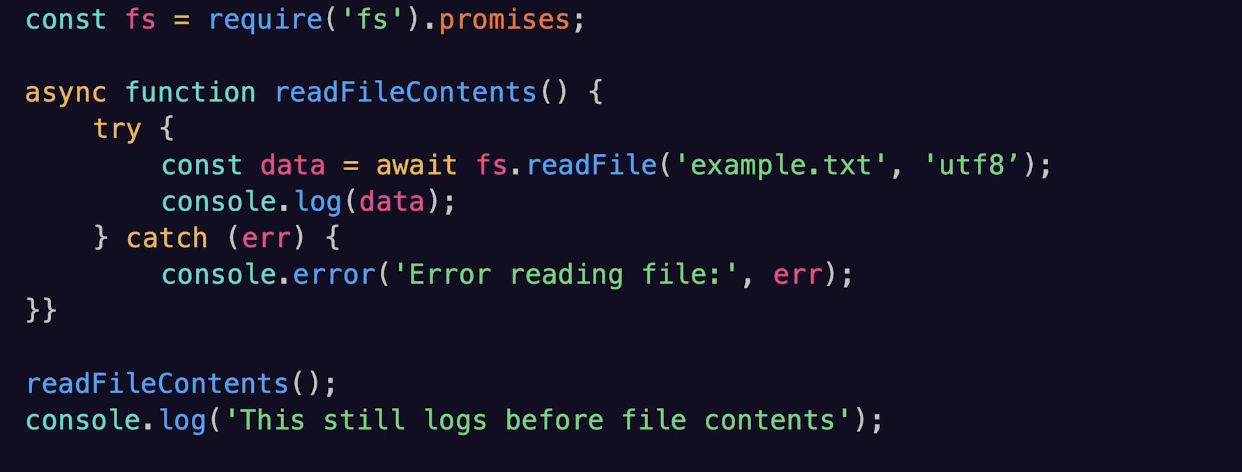 const fs = require('fs').promises;
async function readFileContents() {
try {
const data = await fs.readFile('example.txt', 'utf8’);
console.log(data);
} catch (err) {
console.error('Error reading file:', err);
}}
readFileContents();
console.log('This still logs before file contents');